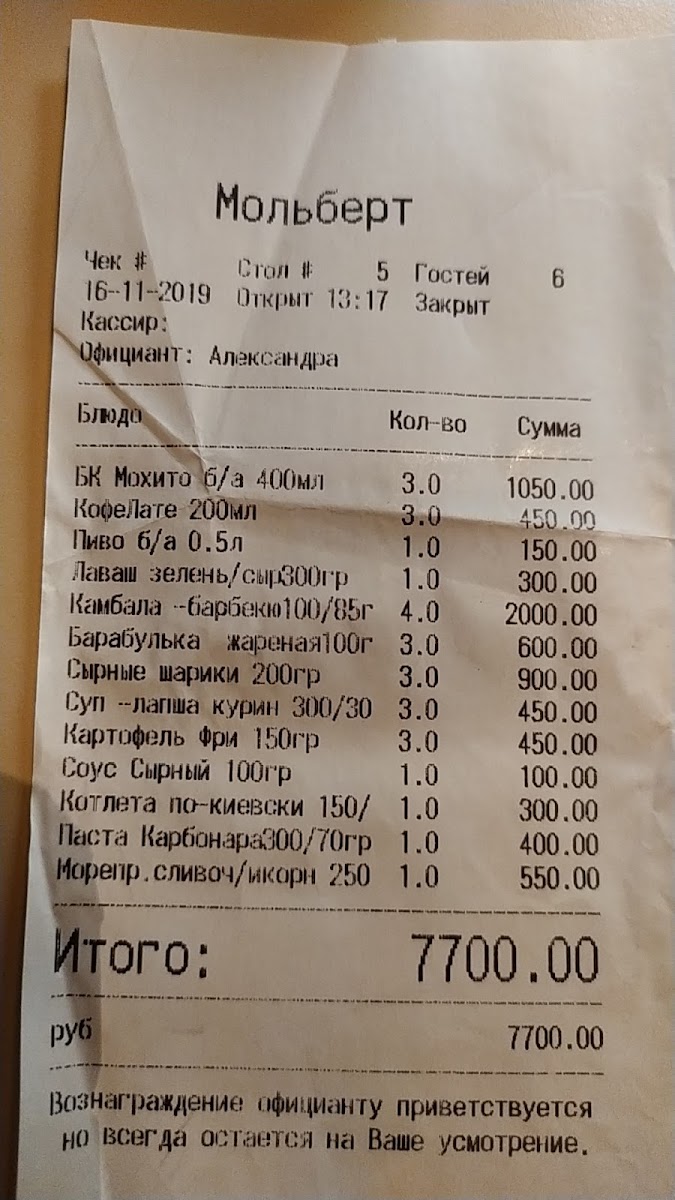 Мольберт
Чек # Стол # 5 Гостей 6
16-11-2019 Открыт 13:17 Закрыт
Кассир:
Официант: Александра
Блюдо Кол-во Сумма
БК Мохито б/а 400мл 3.0 1050.00
КофеЛате 200мл 3.0 450.00
Пиво б/а 0.5л 1.0 150.00
Лаваш зелень/сыр300гр 1.0 300.00
Камбала -барбекю100/85г 4.0 2000.00
Барабулька жареная100г 3.0 600.00
Сырные шарики 200гр 3.0 900.00
Суп -лапша курин 300/30 3.0 450.00
Картофель Фри 150гр 3.0 450.00
Соус Сырный 100гр 1.0 100.00
Котлета по-киевски 150/ 1.0 300.00
Паста Карбонара300/70гр 1.0 400.00
Морепр.сливоч/икорн 250 1.0 550.00
Итого: 7700.00
руб 7700.00
Вознаграждение официанту приветствуется
но всегда остается на Ваше усмотрение.